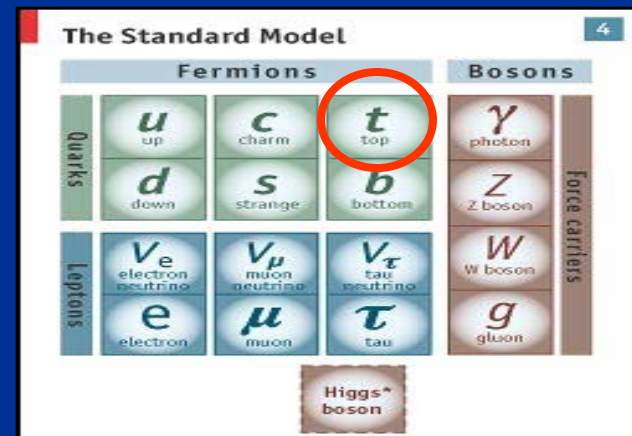 The Standard Model
4
Fermions
Bosons
Quarks
u
up
c
charm
t
top
γ
photon
d
down
s
strange
b
bottom
Z
Z boson
Force carriers
Leptons
νe
electron
neutrino
νμ
muon
neutrino
ντ
tau
neutrino
W
W boson
e
electron
μ
muon
τ
tau
g
gluon
Higgs*
boson